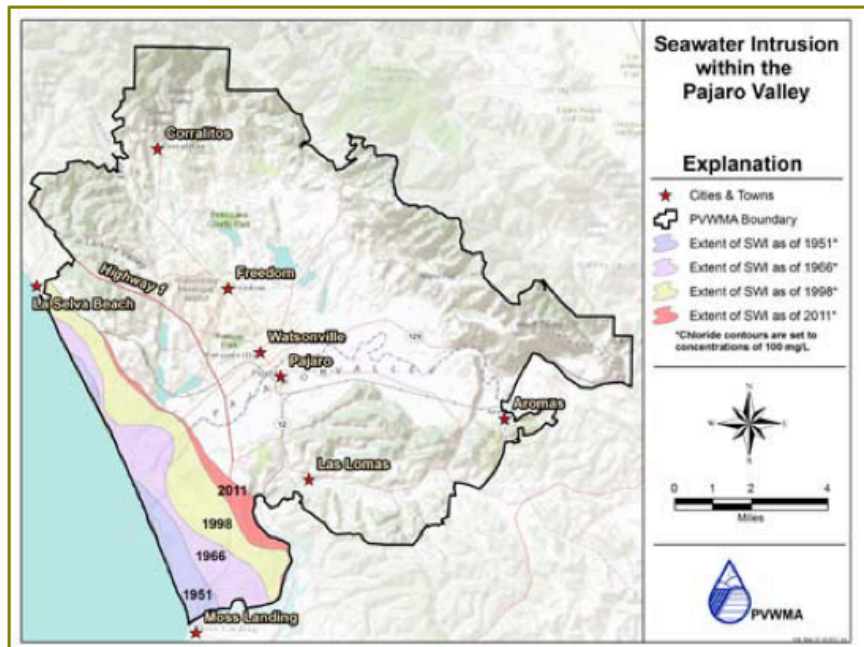 Seawater Intrusion
within the
Pajaro Valley
Explanation
Cities & Towns
PVWMA Boundary
Extent of SWI as of 1951*
Extent of SWI as of 1966*
Extent of SWI as of 1998*
Extent of SWI as of 2011*
*Chloride contours are set to
concentrations of 100 mg/L
N
W
E
S
0 1 2 4
Miles
PVWMA
Corralitos
Highway 1
Freedom
La Selva Beach
Watsonville
129
Pajaro
VALLEY
Aromas
Las Lomas
2011
1998
1966
1951
Moss Landing